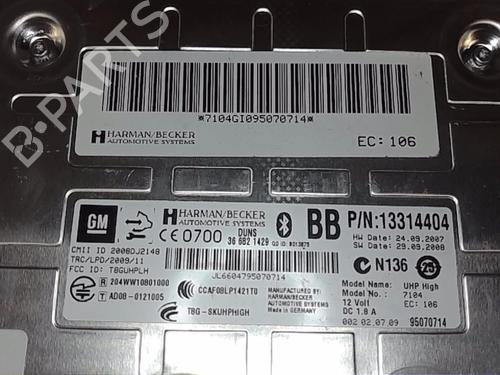 B-PARTS
*7104GI095070714*
HARMAN/BECKER
AUTOMOTIVE SYSTEMS
EC: 106
GM
HARMAN/BECKER
AUTOMOTIVE SYSTEMS
BB P/N:13314404
CE 0700 DUNS
36 682 1429 QD ID: B013875
HW Date: 24.09.2007
SW Date: 29.09.2008
CMII ID 2008DJ2148
TRC/LPD/2009/11
FCC ID: T8GUHPLH
JL6604795070714
N136
R 204WW10801000
T AD08-0121005
CCAF08LP1421T0
T8G-SKUHPHIGH
MANUFACTURED BY:
HARMAN/BECKER
AUTOMOTIVE SYSTEMS
Made in GERMANY
Model Name: UHP High
Model No.: 7104
12 Volt EC: 106
DC 1.8 A
002 02.07.09 95070714